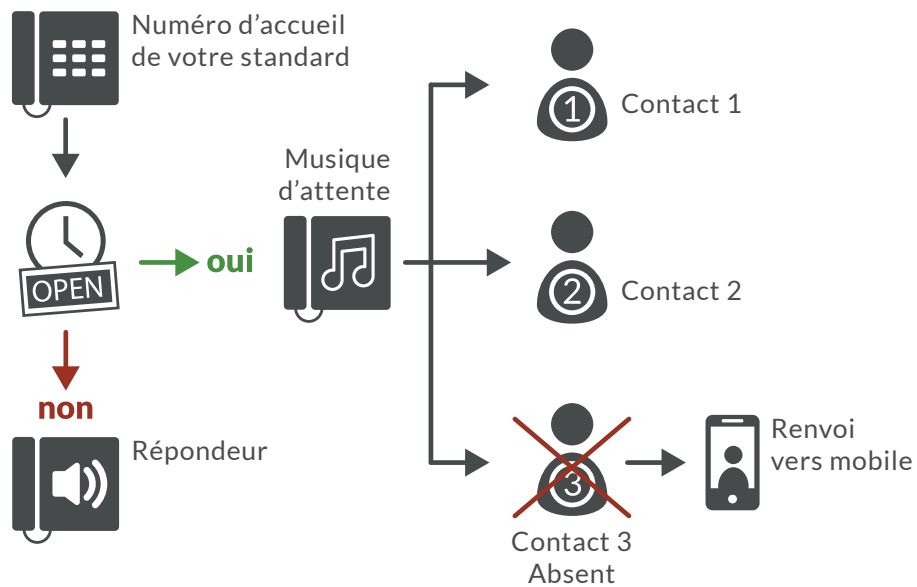 Numéro d’accueil
de votre standard
OPEN
oui
non
Répondeur
Musique
d’attente
1
Contact 1
2
Contact 2
3
Contact 3
Absent
Renvoi
vers mobile